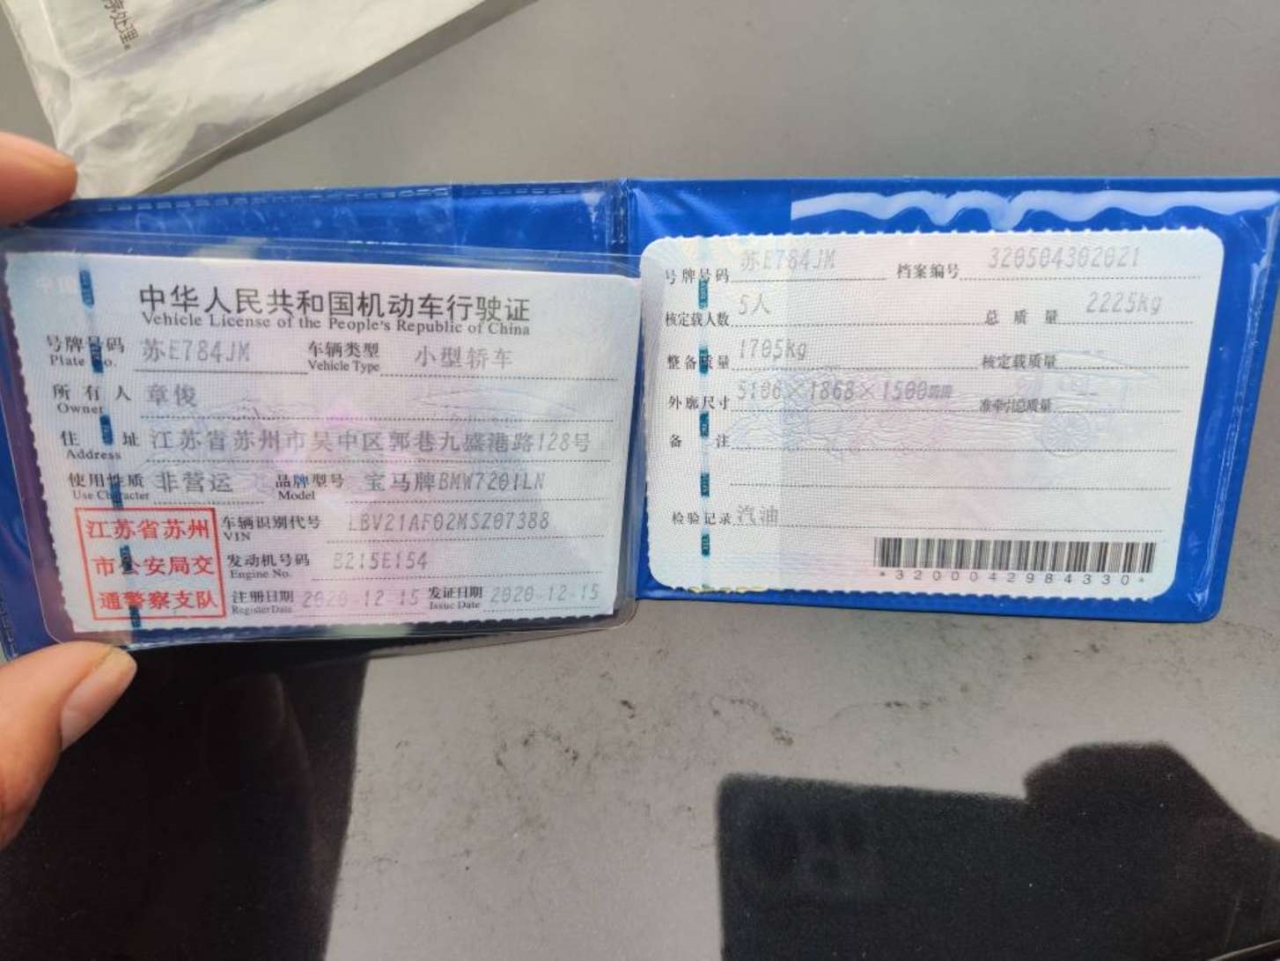 序处理。
中华人民共和国机动车行驶证
Vehicle License of the People's Republic of China
号牌号码 苏E784JM 车辆类型 小型轿车
Plate No. Vehicle Type
所有人 章俊
Owner
住址 江苏省苏州市吴中区郭巷九盛港路128号
Address
使用性质 非营运 品牌型号 宝马牌BMW7201LN
Use Character Model
江苏省苏州
市公安局交
通警察支队
车辆识别代号 LBV21AF02MSZ07388
VIN
发动机号码 B215E154
Engine No.
注册日期 2020-12-15 发证日期 2020-12-15
Register Date Issue Date
号牌号码 苏E784JM 档案编号 320504302021
核定载人数 5人 总质量 2225kg
整备质量 1705kg 核定载质量 --
外廓尺寸 5106×1868×1500mm 准牵引总质量 --
备注
检验记录 汽油
*3200042984330*